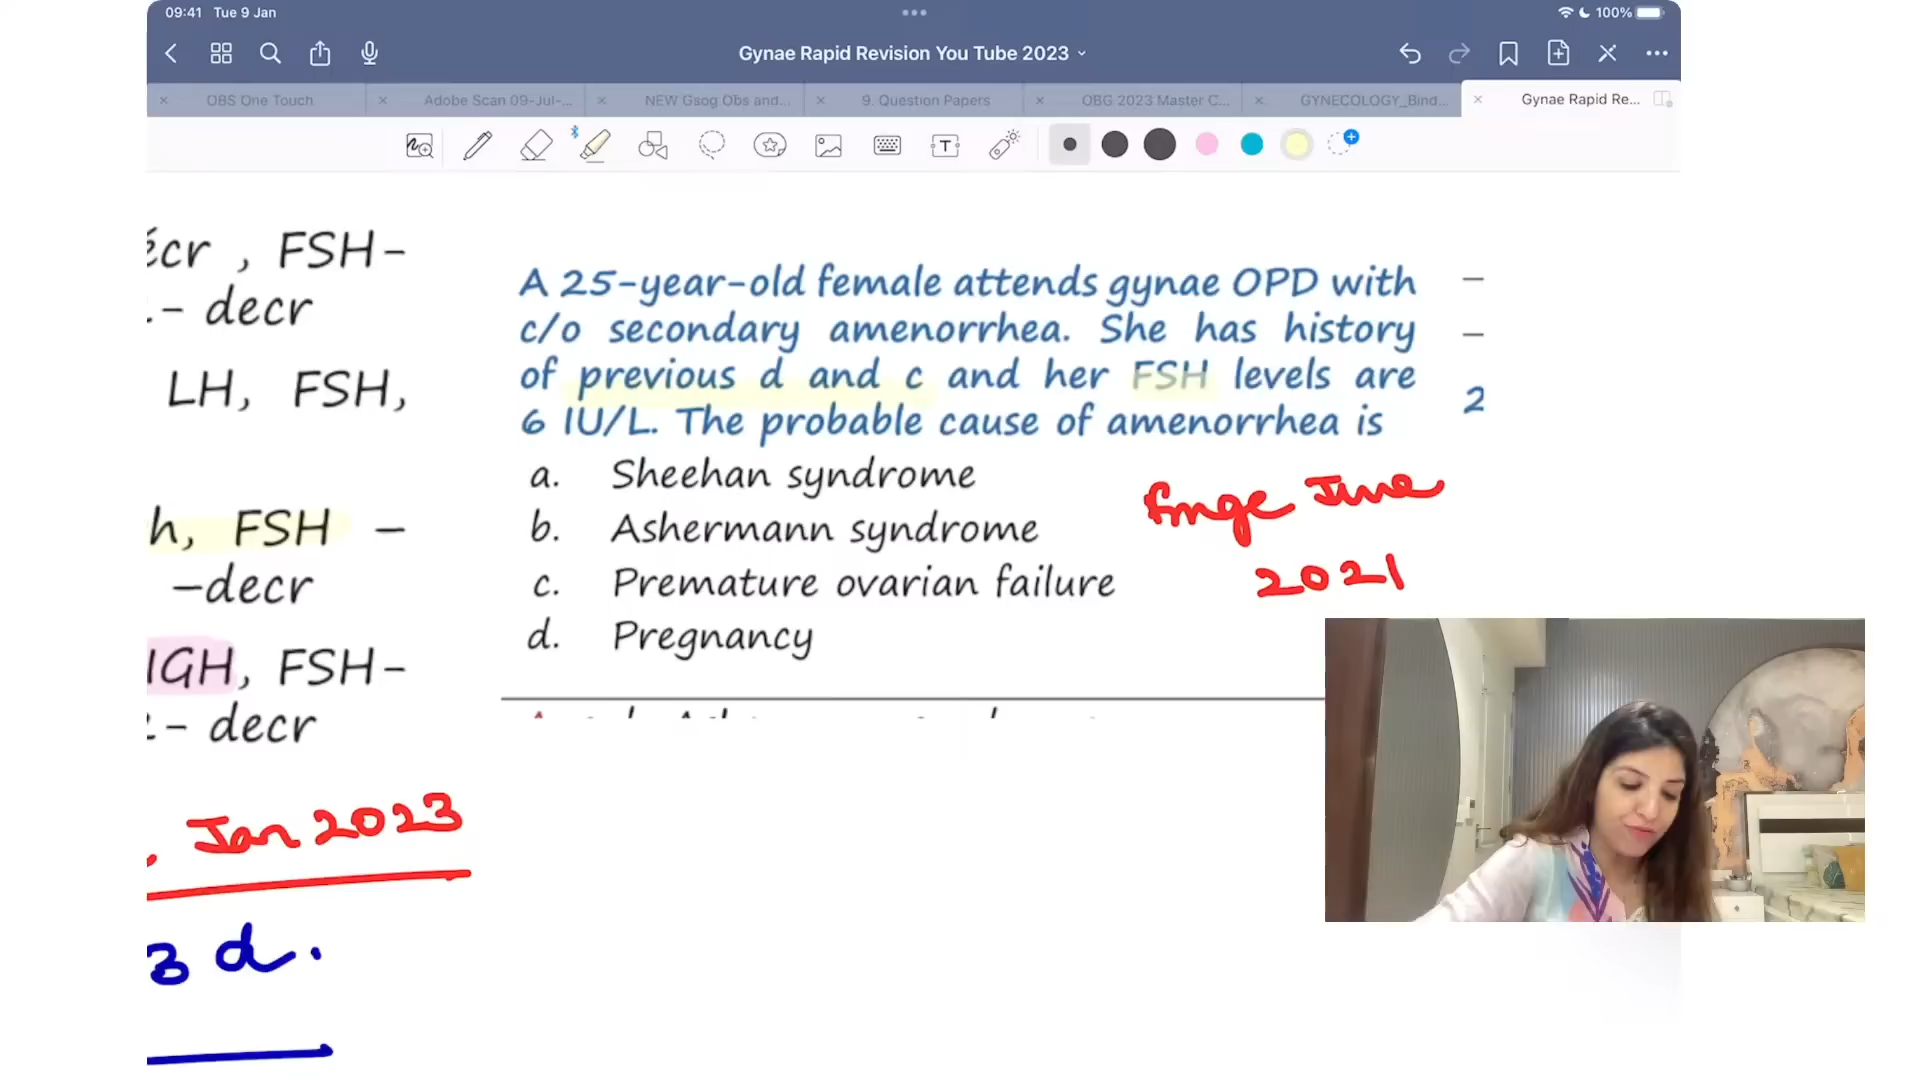 09:41 Tue 9 Jan
100%
Gynae Rapid Revision You Tube 2023
OBS One Touch
Adobe Scan 09-Jul-...
NEW Gsog Obs and...
9. Question Papers
OBG 2023 Master C...
GYNECOLOGY_Bind...
Gynae Rapid Re...
decr , FSH-
- decr
LH, FSH,
h, FSH -
-decr
IGH, FSH-
- decr
Jan 2023
3 d.
A 25-year-old female attends gynae OPD with
c/o secondary amenorrhea. She has history
of previous d and c and her FSH levels are
6 IU/L. The probable cause of amenorrhea is
a. Sheehan syndrome
b. Ashermann syndrome
c. Premature ovarian failure
d. Pregnancy
fmge June
2021
-
-
2